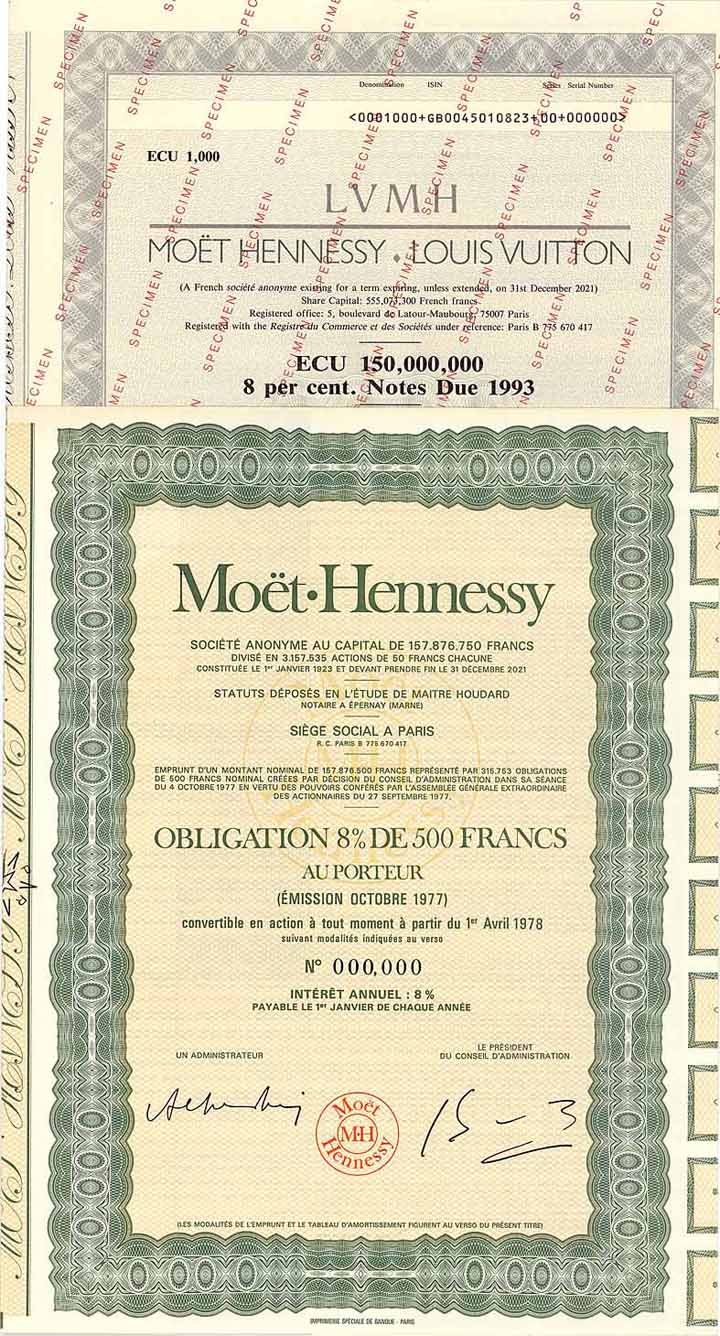 SPECIMEN
Denomination ISIN Series Serial Number
<0001000+GB0045010823+00+000000>
ECU 1,000
LVMH
MOËT HENNESSY . LOUIS VUITTON
(A French société anonyme existing for a term expiring, unless extended, on 31st December 2021)
Share Capital: 555,073,300 French francs
Registered office: 5, boulevard de Latour-Maubourg, 75007 Paris
Registered with the Registre du Commerce et des Sociétés under reference: Paris B 775 670 417
ECU 150,000,000
8 per cent. Notes Due 1993
Moët·Hennessy
SOCIÉTÉ ANONYME AU CAPITAL DE 157.876.750 FRANCS
DIVISÉ EN 3.157.535 ACTIONS DE 50 FRANCS CHACUNE
CONSTITUÉE LE 1er JANVIER 1923 ET DEVANT PRENDRE FIN LE 31 DÉCEMBRE 2021
STATUTS DÉPOSÉS EN L'ÉTUDE DE MAITRE HOUDARD
NOTAIRE A ÉPERNAY (MARNE)
SIÈGE SOCIAL A PARIS
R. C. PARIS B 775 670 417
EMPRUNT D'UN MONTANT NOMINAL DE 157.876.500 FRANCS REPRÉSENTÉ PAR 315.753 OBLIGATIONS
DE 500 FRANCS NOMINAL CRÉÉES PAR DÉCISION DU CONSEIL D'ADMINISTRATION DANS SA SÉANCE
DU 4 OCTOBRE 1977 EN VERTU DES POUVOIRS CONFÉRÉS PAR L'ASSEMBLÉE GÉNÉRALE EXTRAORDINAIRE
DES ACTIONNAIRES DU 27 SEPTEMBRE 1977.
OBLIGATION 8% DE 500 FRANCS
AU PORTEUR
(ÉMISSION OCTOBRE 1977)
convertible en action à tout moment à partir du 1er Avril 1978
suivant modalités indiquées au verso
N° 000,000
INTÉRÊT ANNUEL : 8 %
PAYABLE LE 1er JANVIER DE CHAQUE ANNÉE
UN ADMINISTRATEUR
LE PRÉSIDENT
DU CONSEIL D'ADMINISTRATION
Moët
M·H
Hennessy
(LES MODALITÉS DE L'EMPRUNT ET LE TABLEAU D'AMORTISSEMENT FIGURENT AU VERSO DU PRÉSENT TITRE)
IMPRIMERIE SPÉCIALE DE BANQUE - PARIS